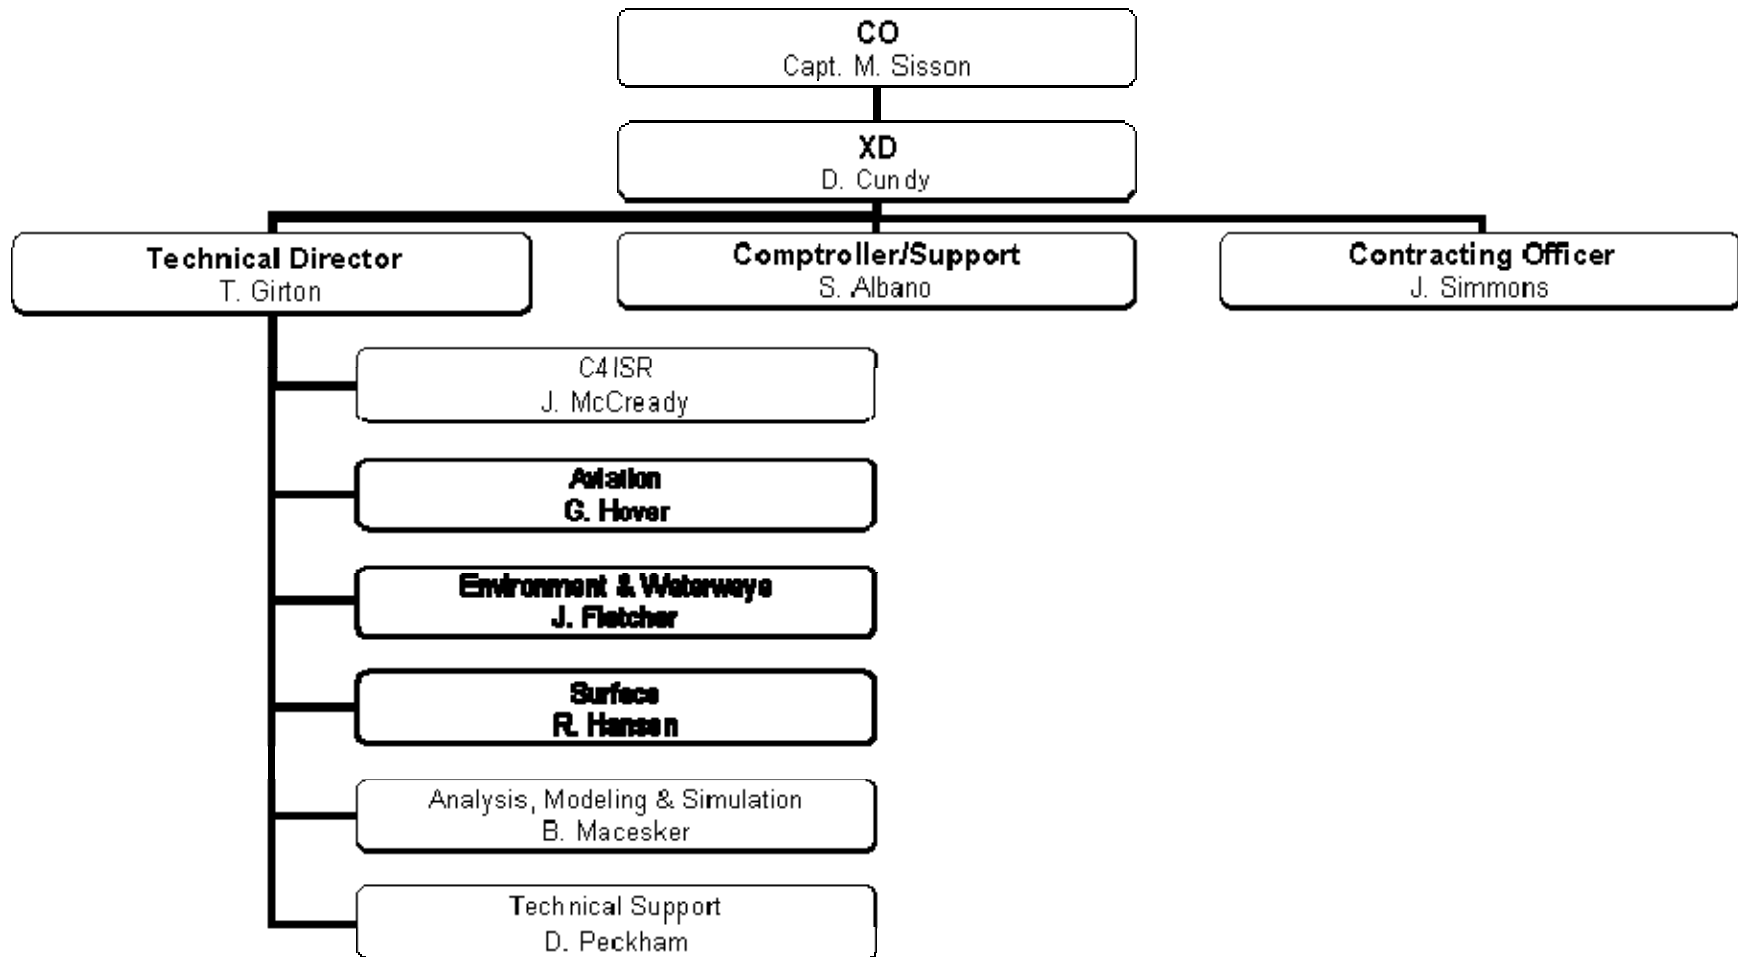 CO
Capt. M. Sisson
XD
D. Cundy
Technical Director
T. Girton
Comptroller/Support
S. Albano
Contracting Officer
J. Simmons
C4ISR
J. McCready
Aviation
G. Hover
Environment & Waterways
J. Fletcher
Surface
R. Hansen
Analysis, Modeling & Simulation
B. Macesker
Technical Support
D. Peckham